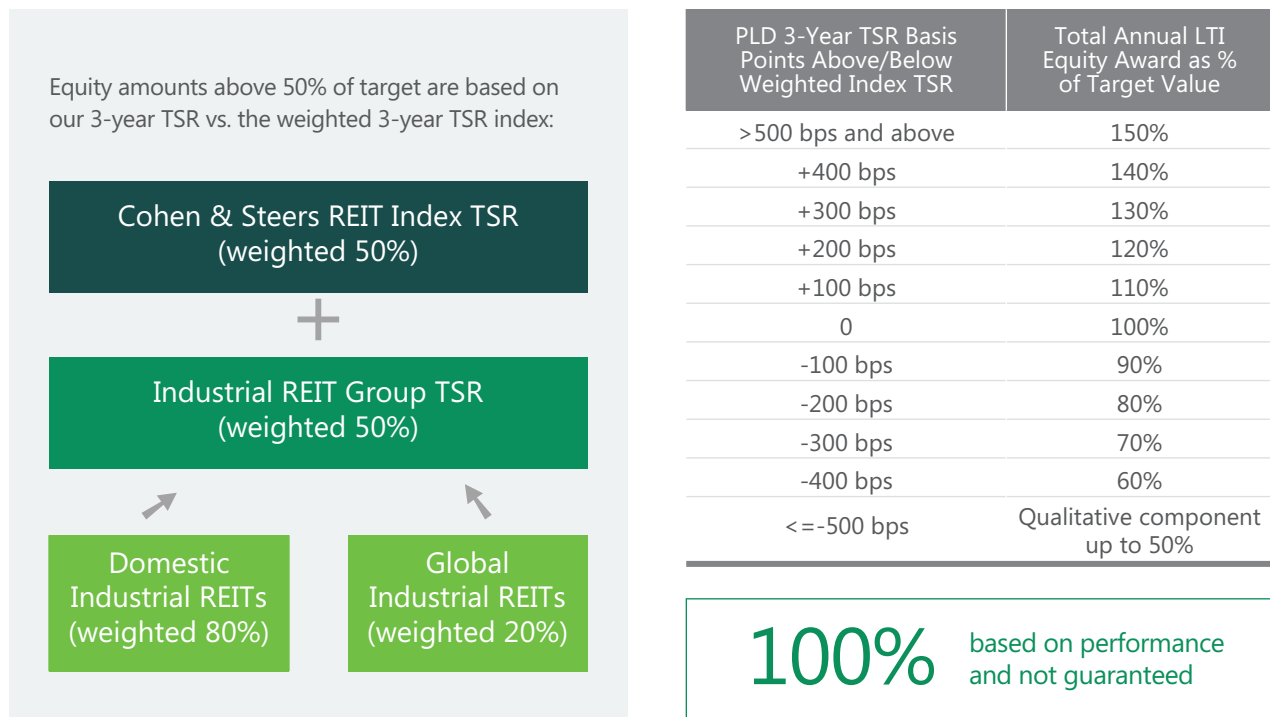 Equity amounts above 50% of target are based on
our 3-year TSR vs. the weighted 3-year TSR index:
Cohen & Steers REIT Index TSR
(weighted 50%)
+
Industrial REIT Group TSR
(weighted 50%)
Domestic
Industrial REITs
(weighted 80%)
Global
Industrial REITs
(weighted 20%)
PLD 3-Year TSR Basis
Points Above/Below
Weighted Index TSR
Total Annual LTI
Equity Award as %
of Target Value
>500 bps and above 150%
+400 bps 140%
+300 bps 130%
+200 bps 120%
+100 bps 110%
0 100%
-100 bps 90%
-200 bps 80%
-300 bps 70%
-400 bps 60%
<=-500 bps Qualitative component
up to 50%
100% based on performance
and not guaranteed